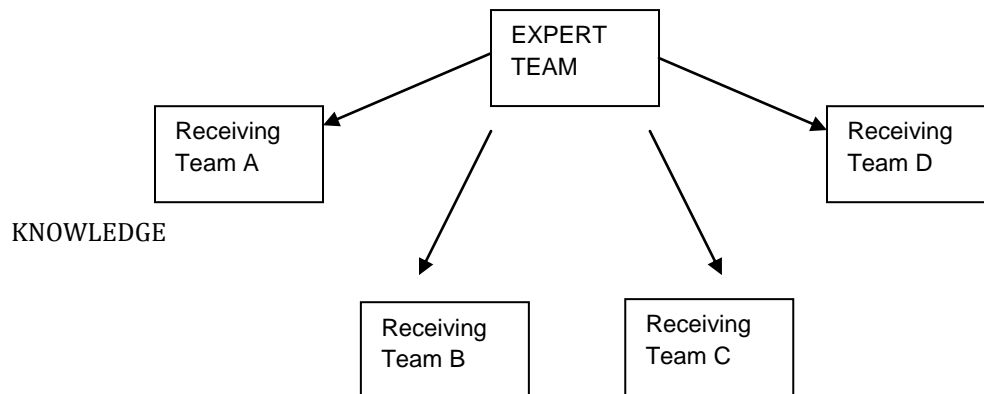 EXPERT
TEAM
Receiving
Team A
Receiving
Team D
KNOWLEDGE
Receiving
Team B
Receiving
Team C